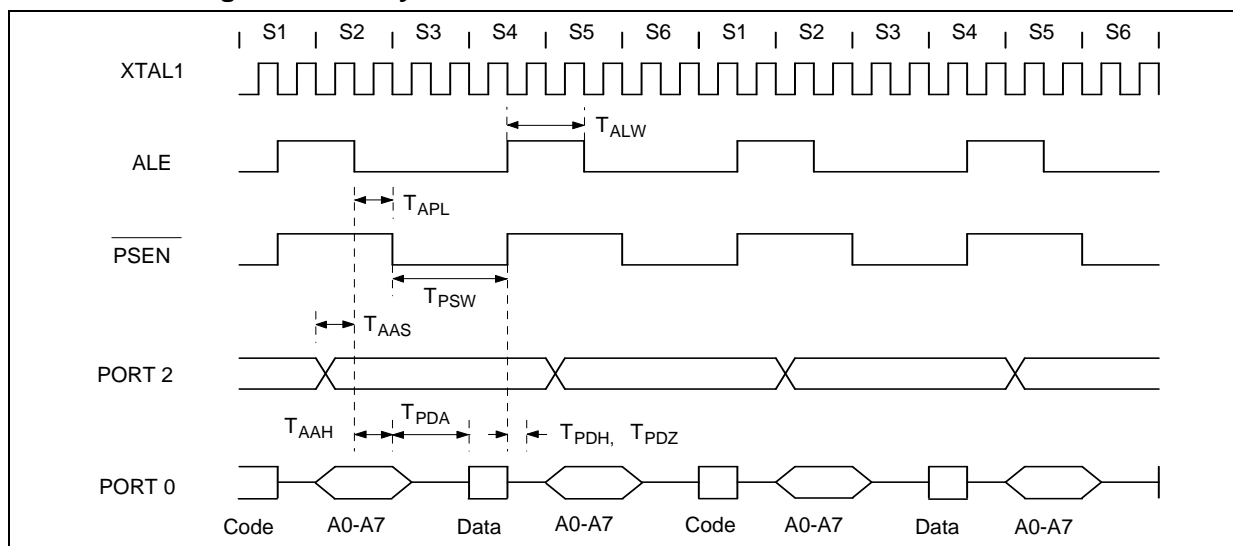 S1 S2 S3 S4 S5 S6 S1 S2 S3 S4 S5 S6
XTAL1
TALW
ALE
TAPL
PSEN
TPSW
TAAS
PORT 2
TAAH TPDA TPDH, TPDZ
PORT 0
Code A0-A7 Data A0-A7 Code A0-A7 Data A0-A7